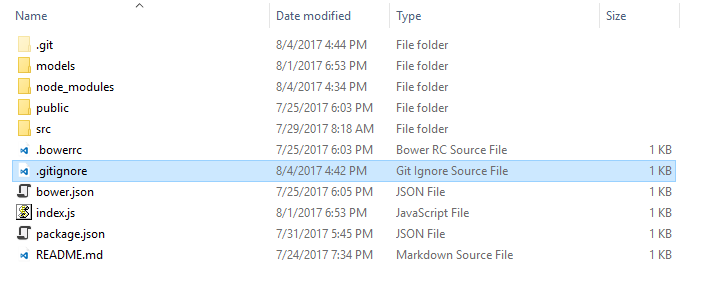 Name Date modified Type Size
.git 8/4/2017 4:44 PM File folder
models 8/1/2017 6:53 PM File folder
node_modules 8/4/2017 4:34 PM File folder
public 7/25/2017 6:03 PM File folder
src 7/29/2017 8:18 AM File folder
.bowerrc 7/25/2017 6:03 PM Bower RC Source File 1 KB
.gitignore 8/4/2017 4:42 PM Git Ignore Source File 1 KB
bower.json 7/25/2017 6:05 PM JSON File 1 KB
index.js 8/1/2017 6:53 PM JavaScript File 1 KB
package.json 7/31/2017 5:45 PM JSON File 1 KB
README.md 7/24/2017 7:34 PM Markdown Source File 1 KB